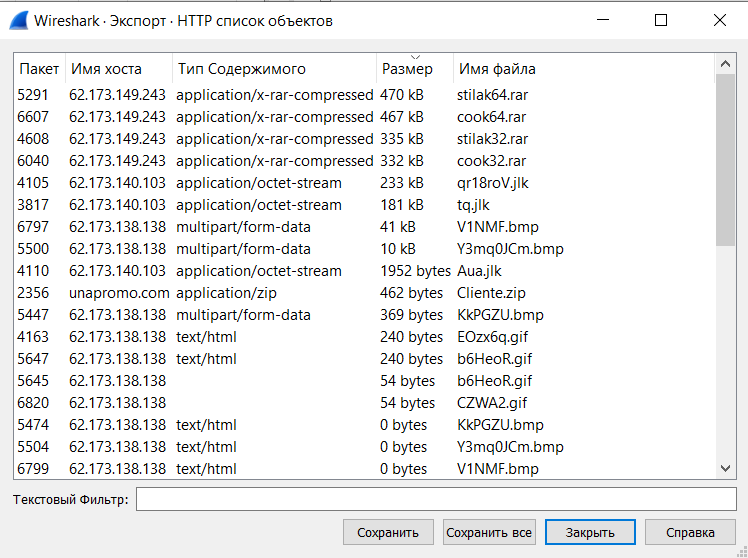 Wireshark · Экспорт · HTTP список объектов
Пакет Имя хоста Тип Содержимого Размер Имя файла
5291 62.173.149.243 application/x-rar-compressed 470 kB stilak64.rar
6607 62.173.149.243 application/x-rar-compressed 467 kB cook64.rar
4608 62.173.149.243 application/x-rar-compressed 335 kB stilak32.rar
6040 62.173.149.243 application/x-rar-compressed 332 kB cook32.rar
4105 62.173.140.103 application/octet-stream 233 kB qr18roV.jlk
3817 62.173.140.103 application/octet-stream 181 kB tq.jlk
6797 62.173.138.138 multipart/form-data 41 kB V1NMF.bmp
5500 62.173.138.138 multipart/form-data 10 kB Y3mq0JCm.bmp
4110 62.173.140.103 application/octet-stream 1952 bytes Aua.jlk
2356 unapromo.com application/zip 462 bytes Cliente.zip
5447 62.173.138.138 multipart/form-data 369 bytes KkPGZU.bmp
4163 62.173.138.138 text/html 240 bytes EOzx6q.gif
5647 62.173.138.138 text/html 240 bytes b6HeoR.gif
5645 62.173.138.138 54 bytes b6HeoR.gif
6820 62.173.138.138 54 bytes CZWA2.gif
5474 62.173.138.138 text/html 0 bytes KkPGZU.bmp
5504 62.173.138.138 text/html 0 bytes Y3mq0JCm.bmp
6799 62.173.138.138 text/html 0 bytes V1NMF.bmp
Текстовый Фильтр:
Сохранить Сохранить все Закрыть Справка